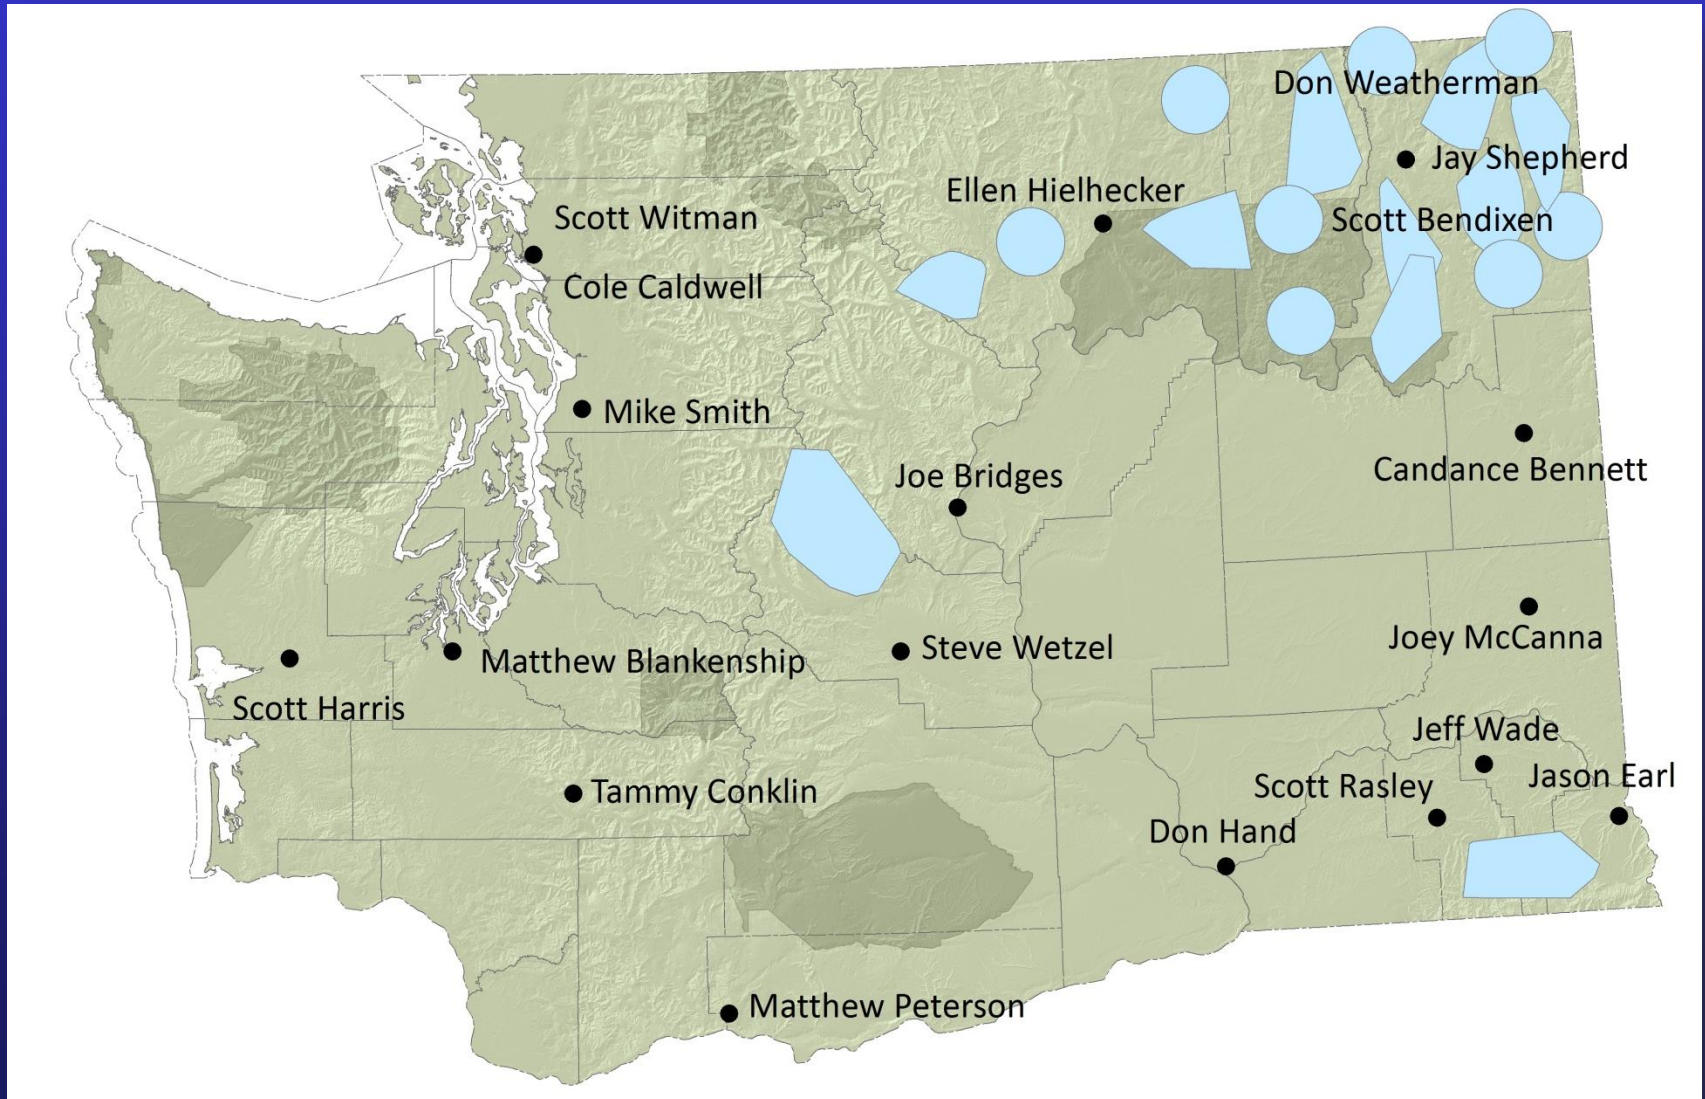 Don Weatherman
Jay Shepherd
Ellen Hielhecker
Scott Witman
Scott Bendixen
Cole Caldwell
Mike Smith
Candance Bennett
Joe Bridges
Joey McCanna
Steve Wetzel
Matthew Blankenship
Scott Harris
Jeff Wade
Jason Earl
Scott Rasley
Tammy Conklin
Don Hand
Matthew Peterson